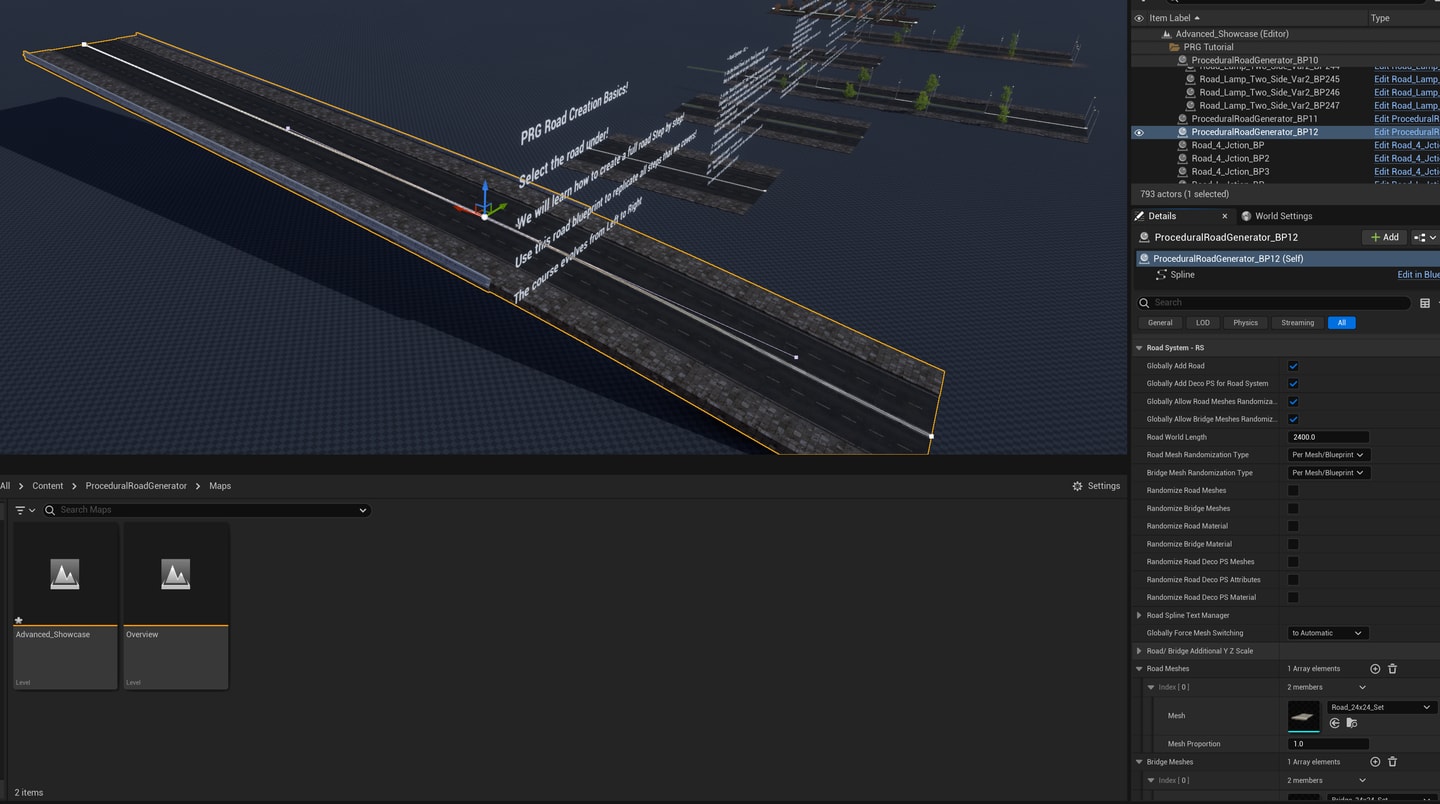 PRG Road Creation Basics!
Select the road under!
We will learn how to create a full road Step by step!
Use this road blueprint to replicate all steps that we covers!
The course evolves from Left to Right
Item Label
Type
Advanced_Showcase (Editor)
PRG Tutorial
ProceduralRoadGenerator_BP10
Road_Lamp_Two_Side_Var2_BP244
Edit Road_Lamp_
Road_Lamp_Two_Side_Var2_BP245
Edit Road_Lamp_
Road_Lamp_Two_Side_Var2_BP246
Edit Road_Lamp_
Road_Lamp_Two_Side_Var2_BP247
Edit Road_Lamp_
ProceduralRoadGenerator_BP11
Edit ProceduralR
ProceduralRoadGenerator_BP12
Edit ProceduralR
Road_4_Jction_BP
Edit Road_4_Jcti
Road_4_Jction_BP2
Edit Road_4_Jcti
Road_4_Jction_BP3
Edit Road_4_Jcti
793 actors (1 selected)
Details
World Settings
ProceduralRoadGenerator_BP12
Add
ProceduralRoadGenerator_BP12 (Self)
Spline
Edit in Blue
Search
General
LOD
Physics
Streaming
All
Road System - RS
Globally Add Road
Globally Add Deco PS for Road System
Globally Allow Road Meshes Randomiza...
Globally Allow Bridge Meshes Randomiz...
Road World Length
2400.0
Road Mesh Randomization Type
Per Mesh/Blueprint
Bridge Mesh Randomization Type
Per Mesh/Blueprint
Randomize Road Meshes
Randomize Bridge Meshes
Randomize Road Material
Randomize Bridge Material
Randomize Road Deco PS Meshes
Randomize Road Deco PS Attributes
Randomize Road Deco PS Material
Road Spline Text Manager
Globally Force Mesh Switching
to Automatic
Road/ Bridge Additional Y Z Scale
Road Meshes
1 Array elements
Index [ 0 ]
2 members
Mesh
Road_24x24_Set
Mesh Proportion
1.0
Bridge Meshes
1 Array elements
Index [ 0 ]
2 members
Bridge_24x24_Set
All
Content
ProceduralRoadGenerator
Maps
Settings
Search Maps
Advanced_Showcase
Level
Overview
Level
2 items